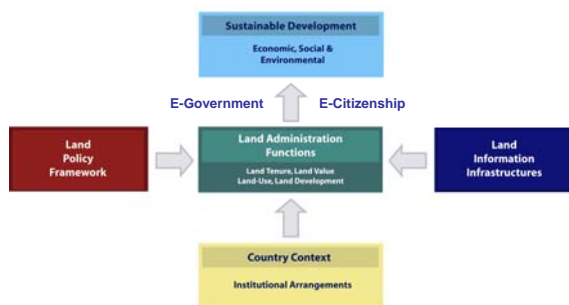 Sustainable Development
Economic, Social &
Environmental
E-Government E-Citizenship
Land
Policy
Framework
Land Administration
Functions
Land Tenure, Land Value
Land-Use, Land Development
Land
Information
Infrastructures
Country Context
Institutional Arrangements